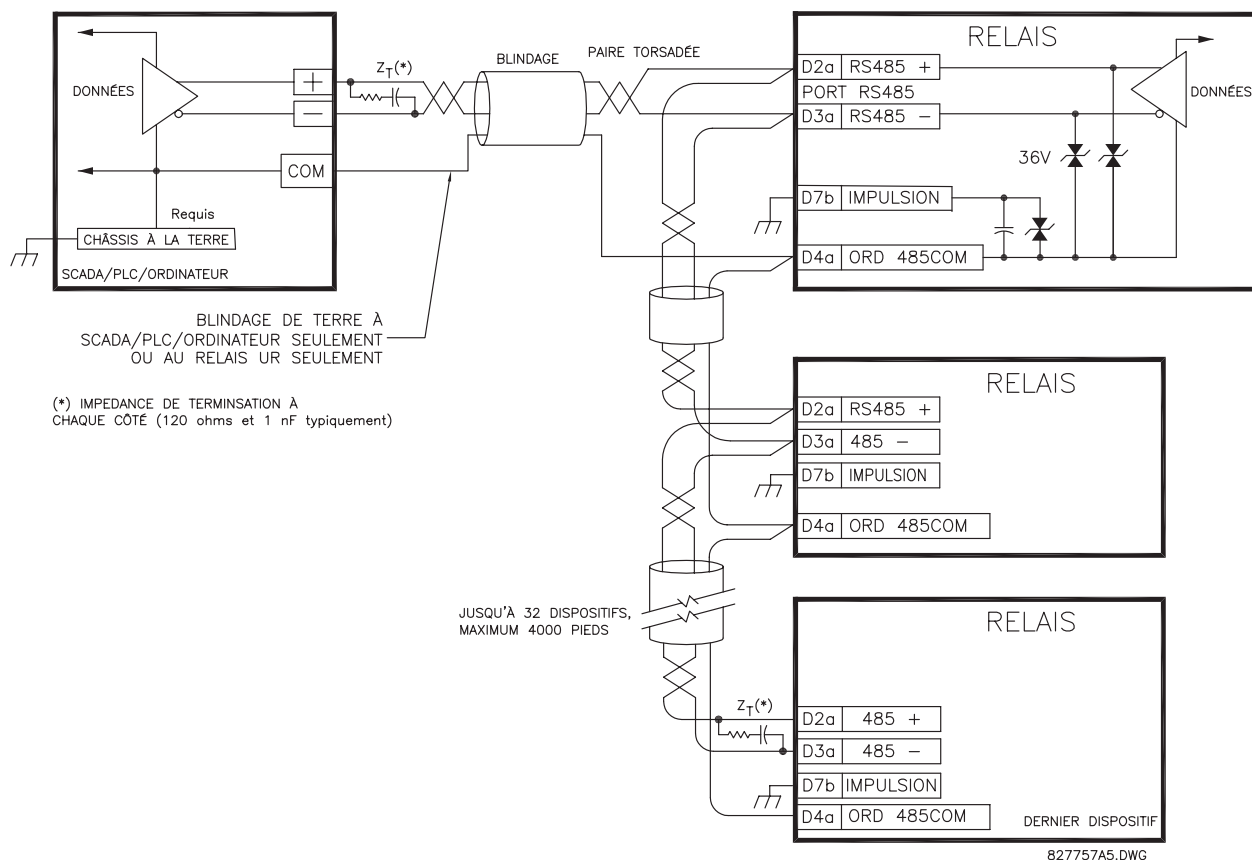 DONNÉES
+
−
COM
Requis
CHÂSSIS À LA TERRE
SCADA/PLC/ORDINATEUR
ZT(*)
BLINDAGE
PAIRE TORSADÉE
BLINDAGE DE TERRE À
SCADA/PLC/ORDINATEUR SEULEMENT
OU AU RELAIS UR SEULEMENT
(*) IMPEDANCE DE TERMINSATION À
CHAQUE CÔTÉ (120 ohms et 1 nF typiquement)
RELAIS
D2a RS485 +
PORT RS485
D3a RS485 −
DONNÉES
36V
D7b IMPULSION
D4a ORD 485COM
RELAIS
D2a RS485 +
D3a 485 −
D7b IMPULSION
D4a ORD 485COM
JUSQU'À 32 DISPOSITIFS,
MAXIMUM 4000 PIEDS
RELAIS
ZT(*)
D2a 485 +
D3a 485 −
D7b IMPULSION
D4a ORD 485COM
DERNIER DISPOSITIF
827757A5.DWG